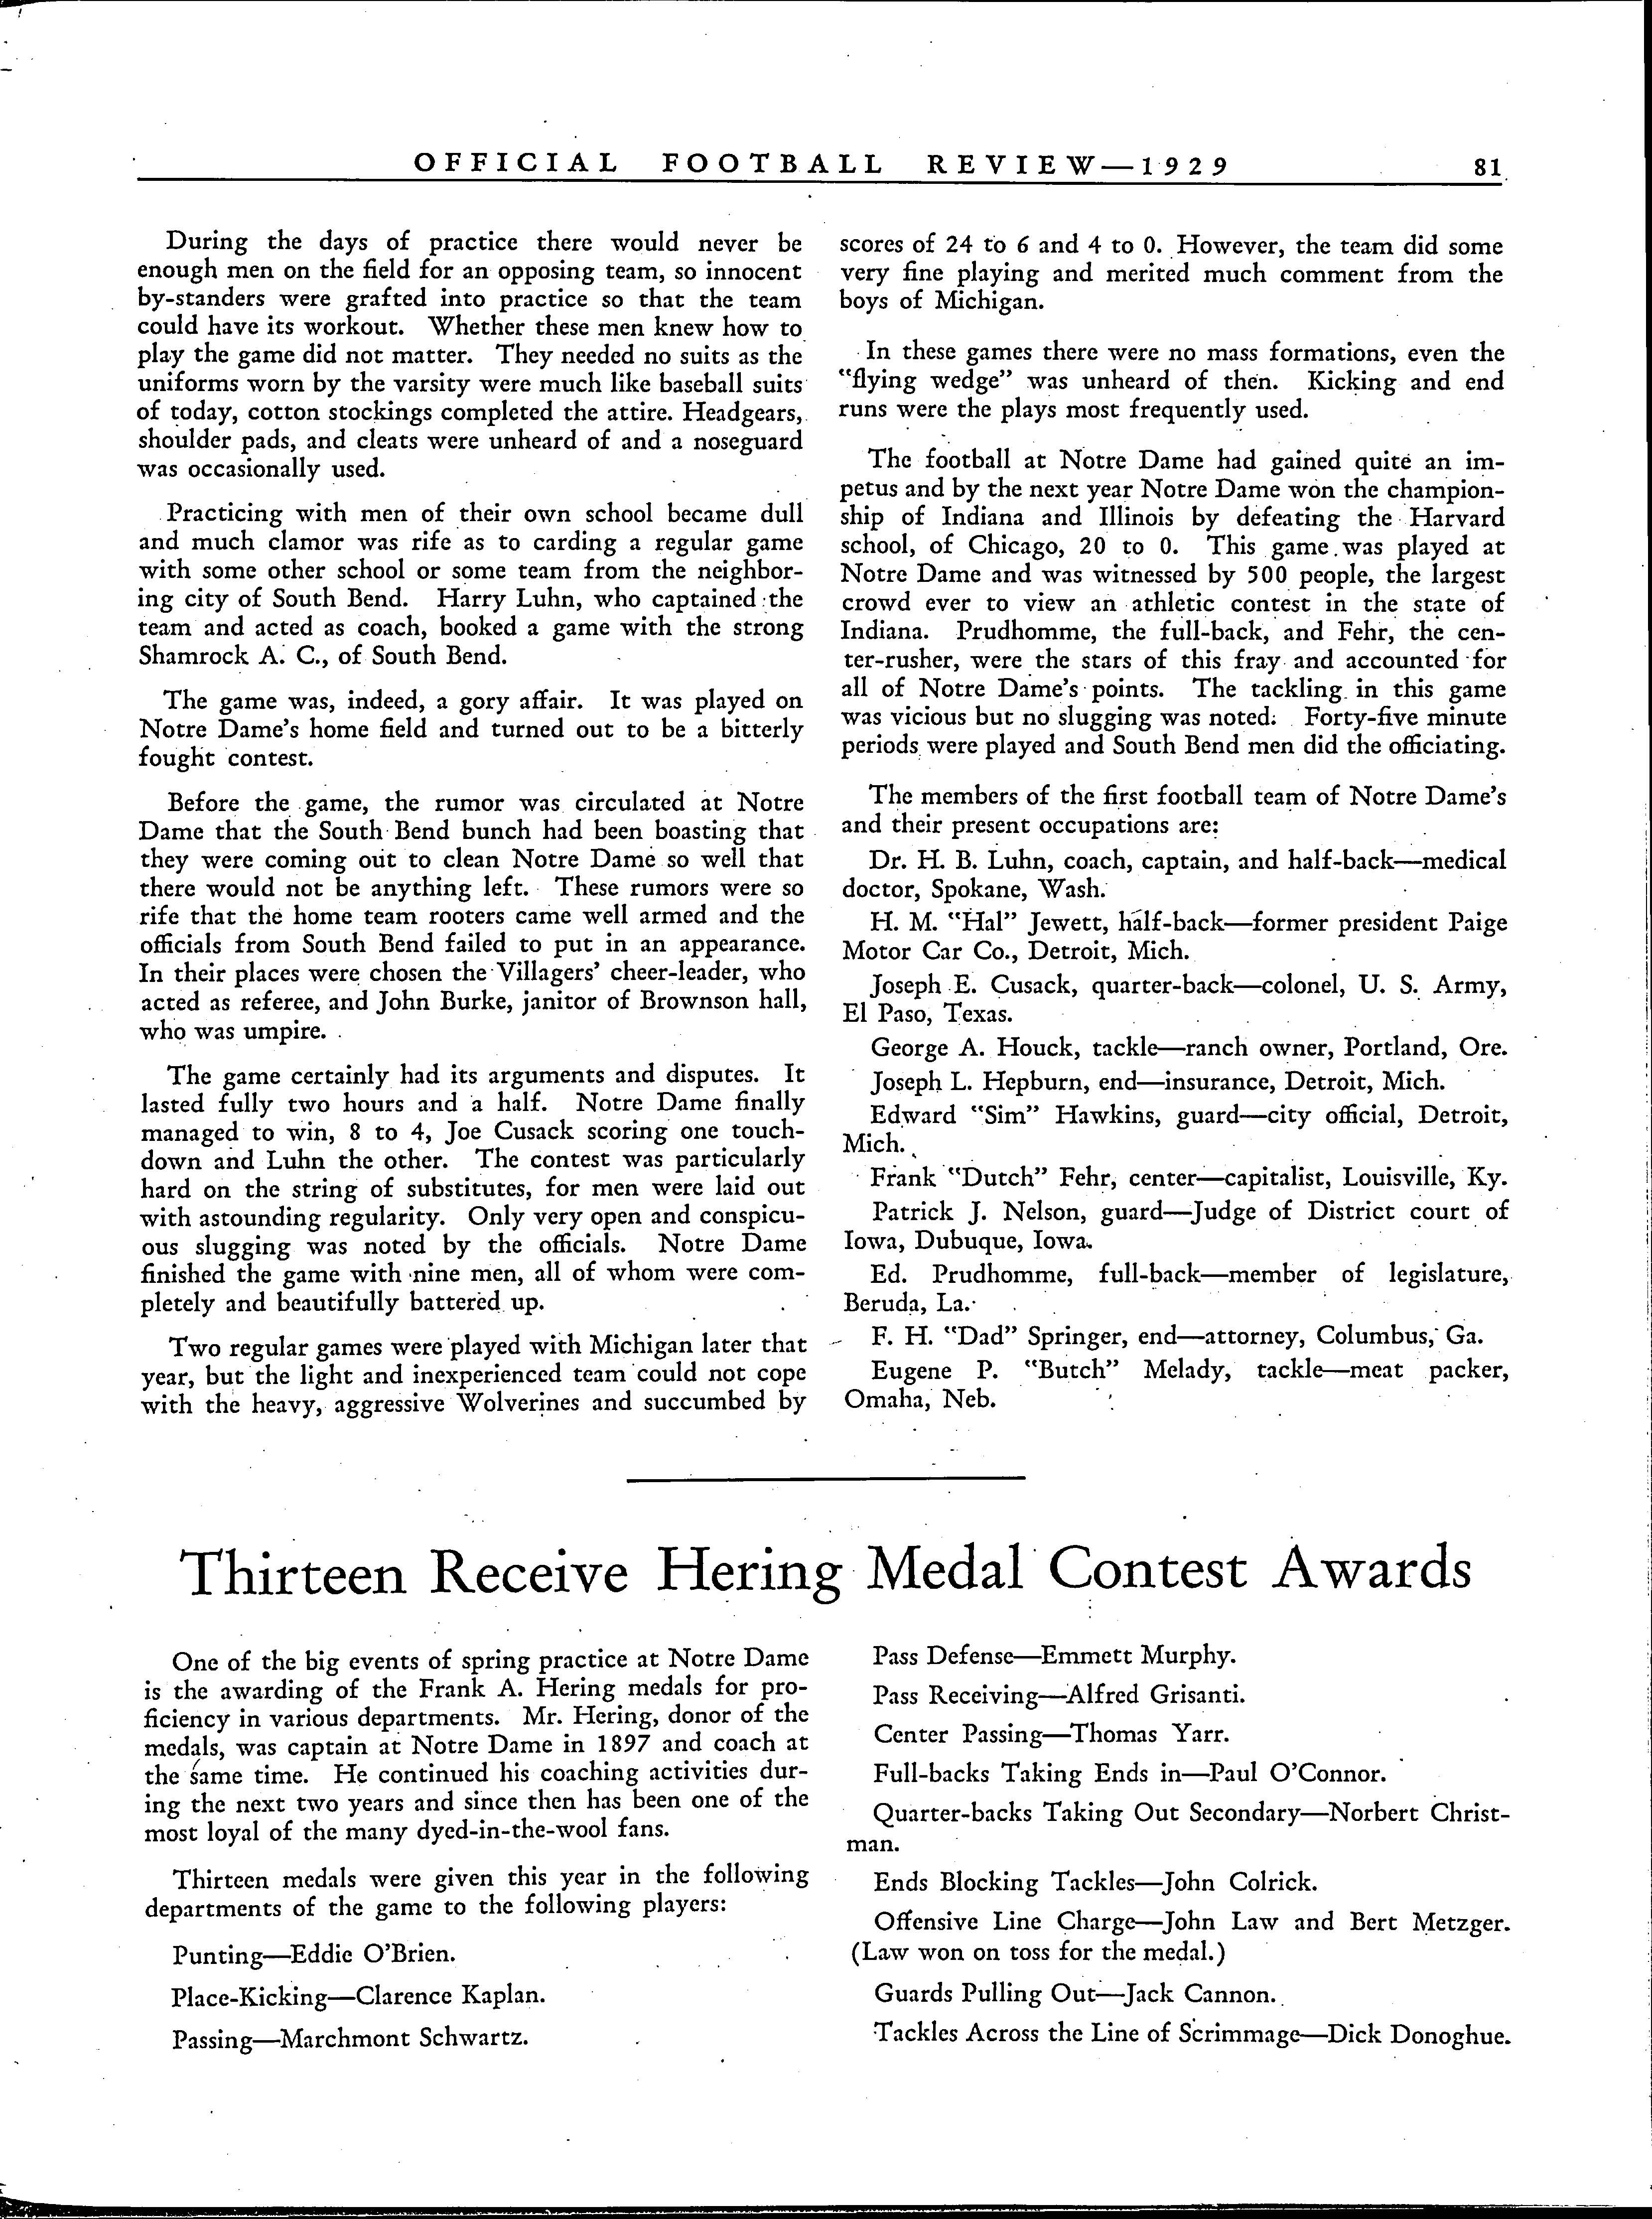 OFFICIAL FOOTBALL REVIEW—1929 81
During the days of practice there would never be
enough men on the field for an opposing team, so innocent
by-standers were grafted into practice so that the team
could have its workout. Whether these men knew how to
play the game did not matter. They needed no suits as the
uniforms worn by the varsity were much like baseball suits
of today, cotton stockings completed the attire. Headgears,
shoulder pads, and cleats were unheard of and a noseguard
was occasionally used.
Practicing with men of their own school became dull
and much clamor was rife as to carding a regular game
with some other school or some team from the neighbor-
ing city of South Bend. Harry Luhn, who captained the
team and acted as coach, booked a game with the strong
Shamrock A. C., of South Bend.
The game was, indeed, a gory affair. It was played on
Notre Dame's home field and turned out to be a bitterly
fought contest.
Before the game, the rumor was circulated at Notre
Dame that the South Bend bunch had been boasting that
they were coming out to clean Notre Dame so well that
there would not be anything left. These rumors were so
rife that the home team rooters came well armed and the
officials from South Bend failed to put in an appearance.
In their places were chosen the Villagers' cheer-leader, who
acted as referee, and John Burke, janitor of Brownson hall,
who was umpire.
The game certainly had its arguments and disputes. It
lasted fully two hours and a half. Notre Dame finally
managed to win, 8 to 4, Joe Cusack scoring one touch-
down and Luhn the other. The contest was particularly
hard on the string of substitutes, for men were laid out
with astounding regularity. Only very open and conspicu-
ous slugging was noted by the officials. Notre Dame
finished the game with nine men, all of whom were com-
pletely and beautifully battered up.
Two regular games were played with Michigan later that
year, but the light and inexperienced team could not cope
with the heavy, aggressive Wolverines and succumbed by
scores of 24 to 6 and 4 to 0. However, the team did some
very fine playing and merited much comment from the
boys of Michigan.
In these games there were no mass formations, even the
"flying wedge" was unheard of then. Kicking and end
runs were the plays most frequently used.
The football at Notre Dame had gained quite an im-
petus and by the next year Notre Dame won the champion-
ship of Indiana and Illinois by defeating the Harvard
school, of Chicago, 20 to 0. This game was played at
Notre Dame and was witnessed by 500 people, the largest
crowd ever to view an athletic contest in the state of
Indiana. Prudhomme, the full-back, and Fehr, the cen-
ter-rusher, were the stars of this fray and accounted for
all of Notre Dame's points. The tackling in this game
was vicious but no slugging was noted. Forty-five minute
periods were played and South Bend men did the officiating.
The members of the first football team of Notre Dame's
and their present occupations are:
Dr. H. B. Luhn, coach, captain, and half-back—medical
doctor, Spokane, Wash.
H. M. "Hal" Jewett, half-back—former president Paige
Motor Car Co., Detroit, Mich.
Joseph E. Cusack, quarter-back—colonel, U. S. Army,
El Paso, Texas.
George A. Houck, tackle—ranch owner, Portland, Ore.
Joseph L. Hepburn, end—insurance, Detroit, Mich.
Edward "Sim" Hawkins, guard—city official, Detroit,
Mich.
Frank "Dutch" Fehr, center—capitalist, Louisville, Ky.
Patrick J. Nelson, guard—Judge of District court of
Iowa, Dubuque, Iowa.
Ed. Prudhomme, full-back—member of legislature,
Beruda, La.
F. H. "Dad" Springer, end—attorney, Columbus, Ga.
Eugene P. "Butch" Melady, tackle—meat packer,
Omaha, Neb.
Thirteen Receive Hering Medal Contest Awards
One of the big events of spring practice at Notre Dame
is the awarding of the Frank A. Hering medals for pro-
ficiency in various departments. Mr. Hering, donor of the
medals, was captain at Notre Dame in 1897 and coach at
the same time. He continued his coaching activities dur-
ing the next two years and since then has been one of the
most loyal of the many dyed-in-the-wool fans.
Thirteen medals were given this year in the following
departments of the game to the following players:
Punting—Eddie O'Brien.
Place-Kicking—Clarence Kaplan.
Passing—Marchmont Schwartz.
Pass Defense—Emmett Murphy.
Pass Receiving—Alfred Grisanti.
Center Passing—Thomas Yarr.
Full-backs Taking Ends in—Paul O'Connor.
Quarter-backs Taking Out Secondary—Norbert Christ-
man.
Ends Blocking Tackles—John Colrick.
Offensive Line Charge—John Law and Bert Metzger.
(Law won on toss for the medal.)
Guards Pulling Out—Jack Cannon.
Tackles Across the Line of Scrimmage—Dick Donoghue.